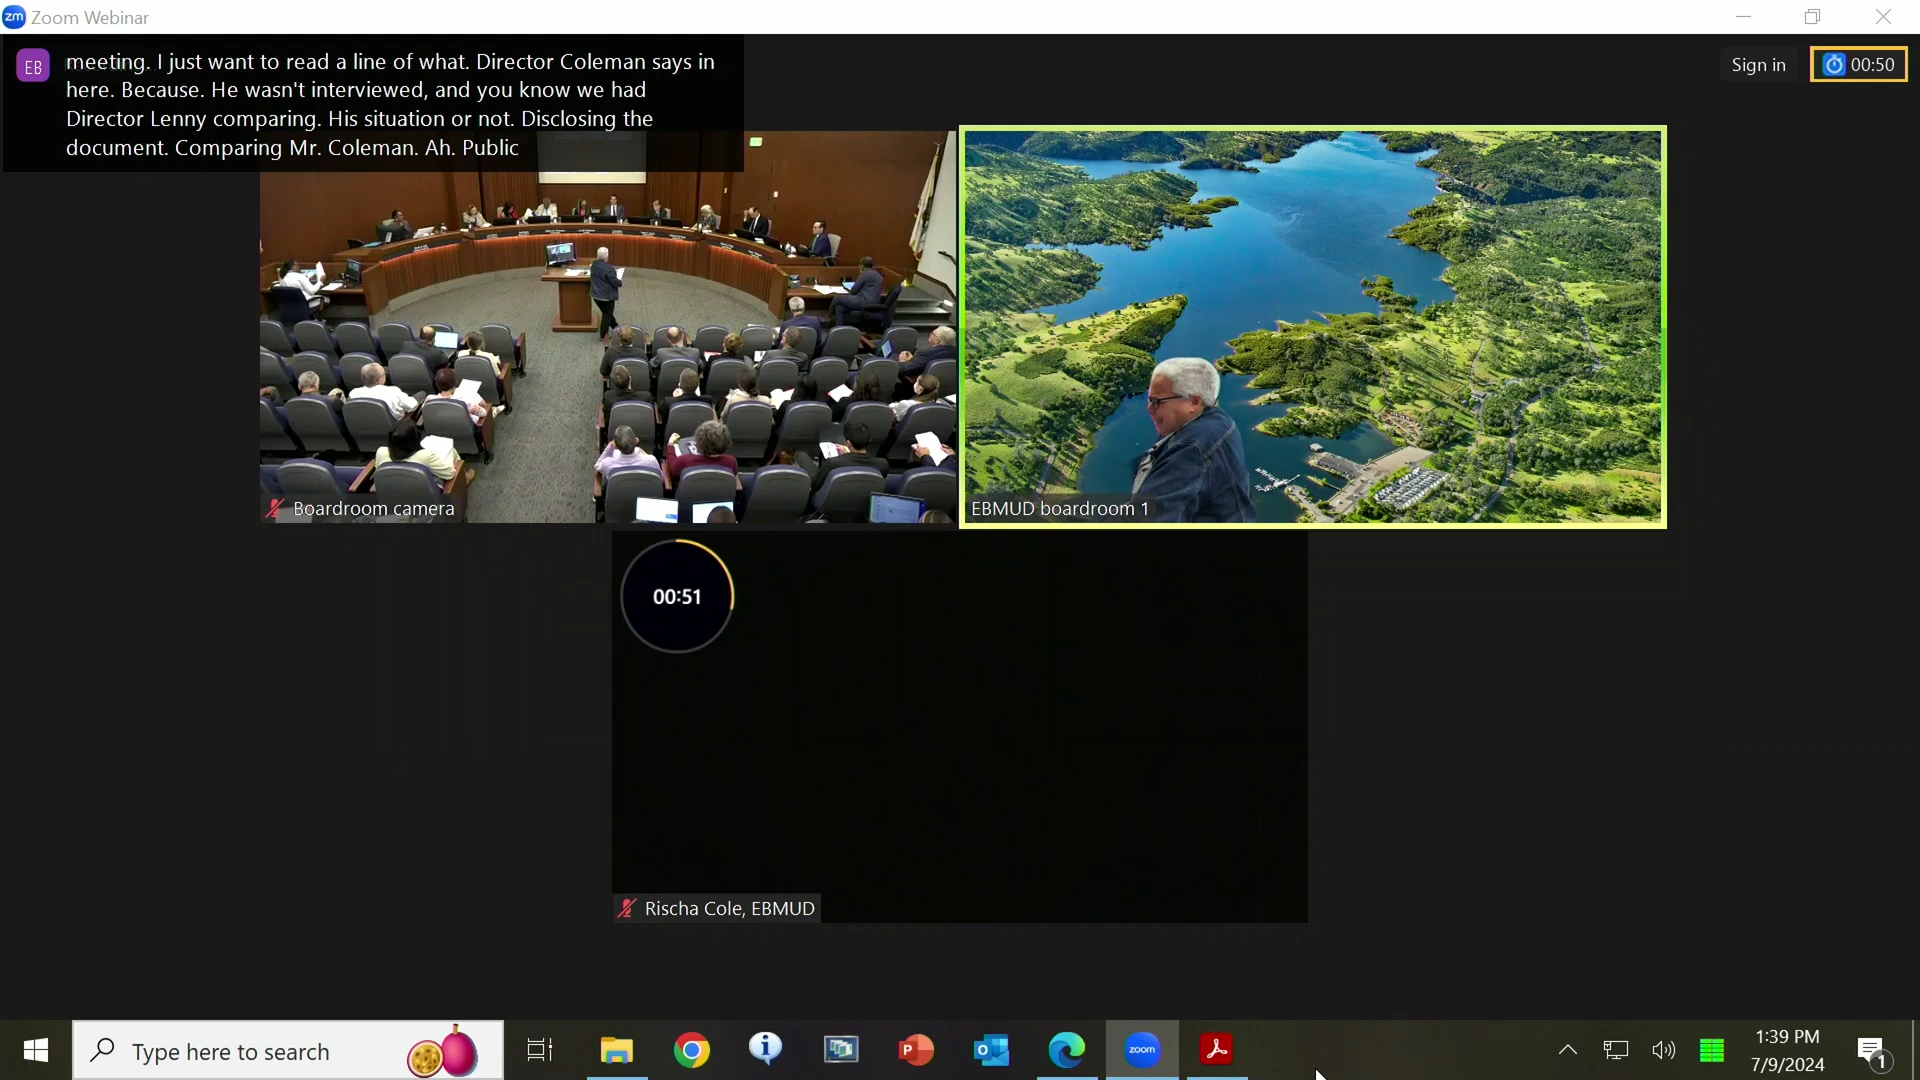 zm Zoom Webinar
EB
meeting. I just want to read a line of what. Director Coleman says in
here. Because. He wasn't interviewed, and you know we had
Director Lenny comparing. His situation or not. Disclosing the
document. Comparing Mr. Coleman. Ah. Public
Sign in
00:50
Boardroom camera
EBMUD boardroom 1
00:51
Rischa Cole, EBMUD
Type here to search
zoom
1:39 PM
7/9/2024
1